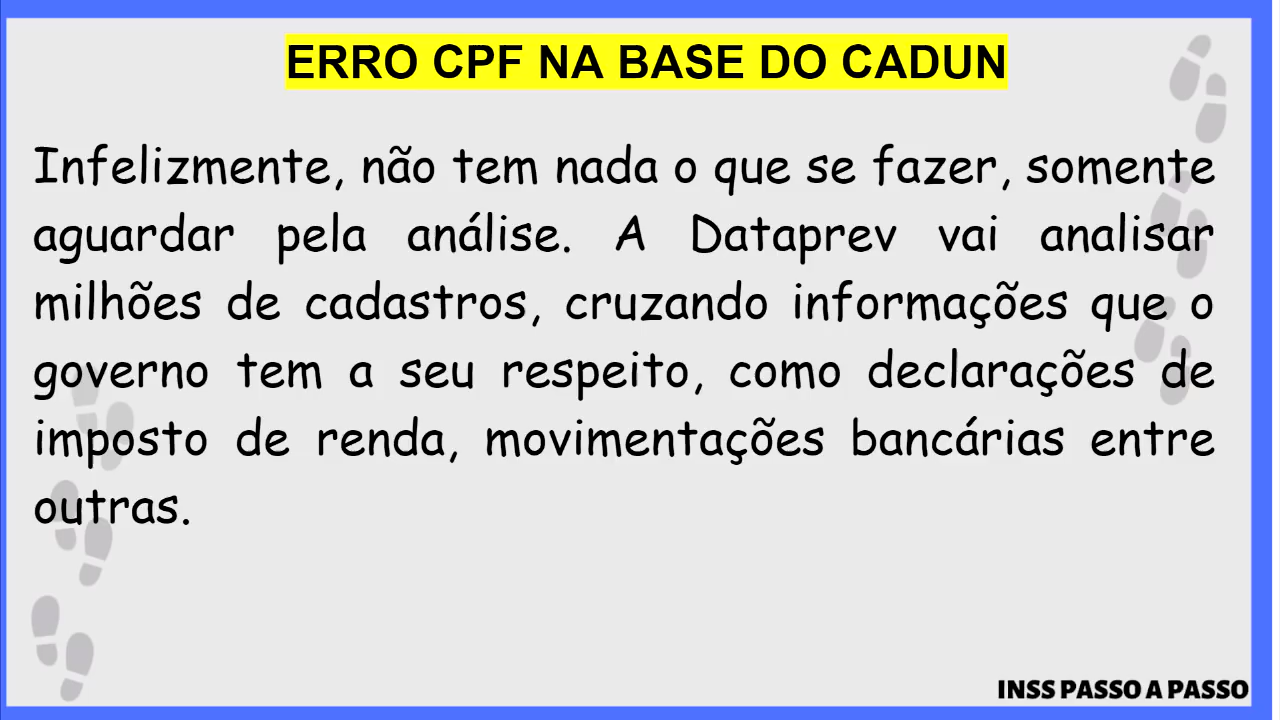 ERRO CPF NA BASE DO CADUN
Infelizmente, não tem nada o que se fazer, somente
aguardar pela análise. A Dataprev vai analisar
milhões de cadastros, cruzando informações que o
governo tem a seu respeito, como declarações de
imposto de renda, movimentações bancárias entre
outras.
INSS PASSO A PASSO